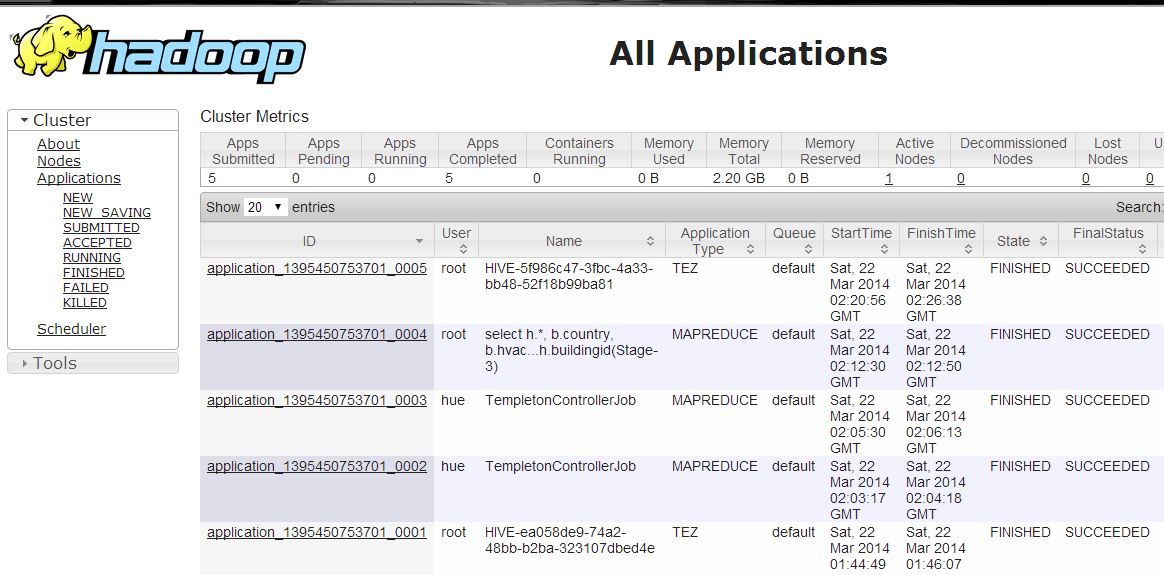 hadoop
All Applications
Cluster
About
Nodes
Applications
NEW
NEW_SAVING
SUBMITTED
ACCEPTED
RUNNING
FINISHED
FAILED
KILLED
Scheduler
Tools
Cluster Metrics
Apps Submitted Apps Pending Apps Running Apps Completed Containers Running Memory Used Memory Total Memory Reserved Active Nodes Decommissioned Nodes Lost Nodes
5 0 0 5 0 0 B 2.20 GB 0 B 1 0 0 0
Show 20 entries Search:
ID User Name Application Type Queue StartTime FinishTime State FinalStatus
application_1395450753701_0005 root HIVE-5f986c47-3fbc-4a33- TEZ default Sat, 22 Sat, 22 FINISHED SUCCEEDED
bb48-52f18b99ba81 Mar 2014 Mar 2014
02:20:56 02:26:38
GMT GMT
application_1395450753701_0004 root select h.*, b.country, MAPREDUCE default Sat, 22 Sat, 22 FINISHED SUCCEEDED
b.hvac...h.buildingid(Stage- Mar 2014 Mar 2014
3) 02:12:30 02:12:50
GMT GMT
application_1395450753701_0003 hue TempletonControllerJob MAPREDUCE default Sat, 22 Sat, 22 FINISHED SUCCEEDED
Mar 2014 Mar 2014
02:05:30 02:06:13
GMT GMT
application_1395450753701_0002 hue TempletonControllerJob MAPREDUCE default Sat, 22 Sat, 22 FINISHED SUCCEEDED
Mar 2014 Mar 2014
02:03:17 02:04:18
GMT GMT
application_1395450753701_0001 root HIVE-ea058de9-74a2- TEZ default Sat, 22 Sat, 22 FINISHED SUCCEEDED
48bb-b2ba-323107dbed4e Mar 2014 Mar 2014
01:44:49 01:46:07